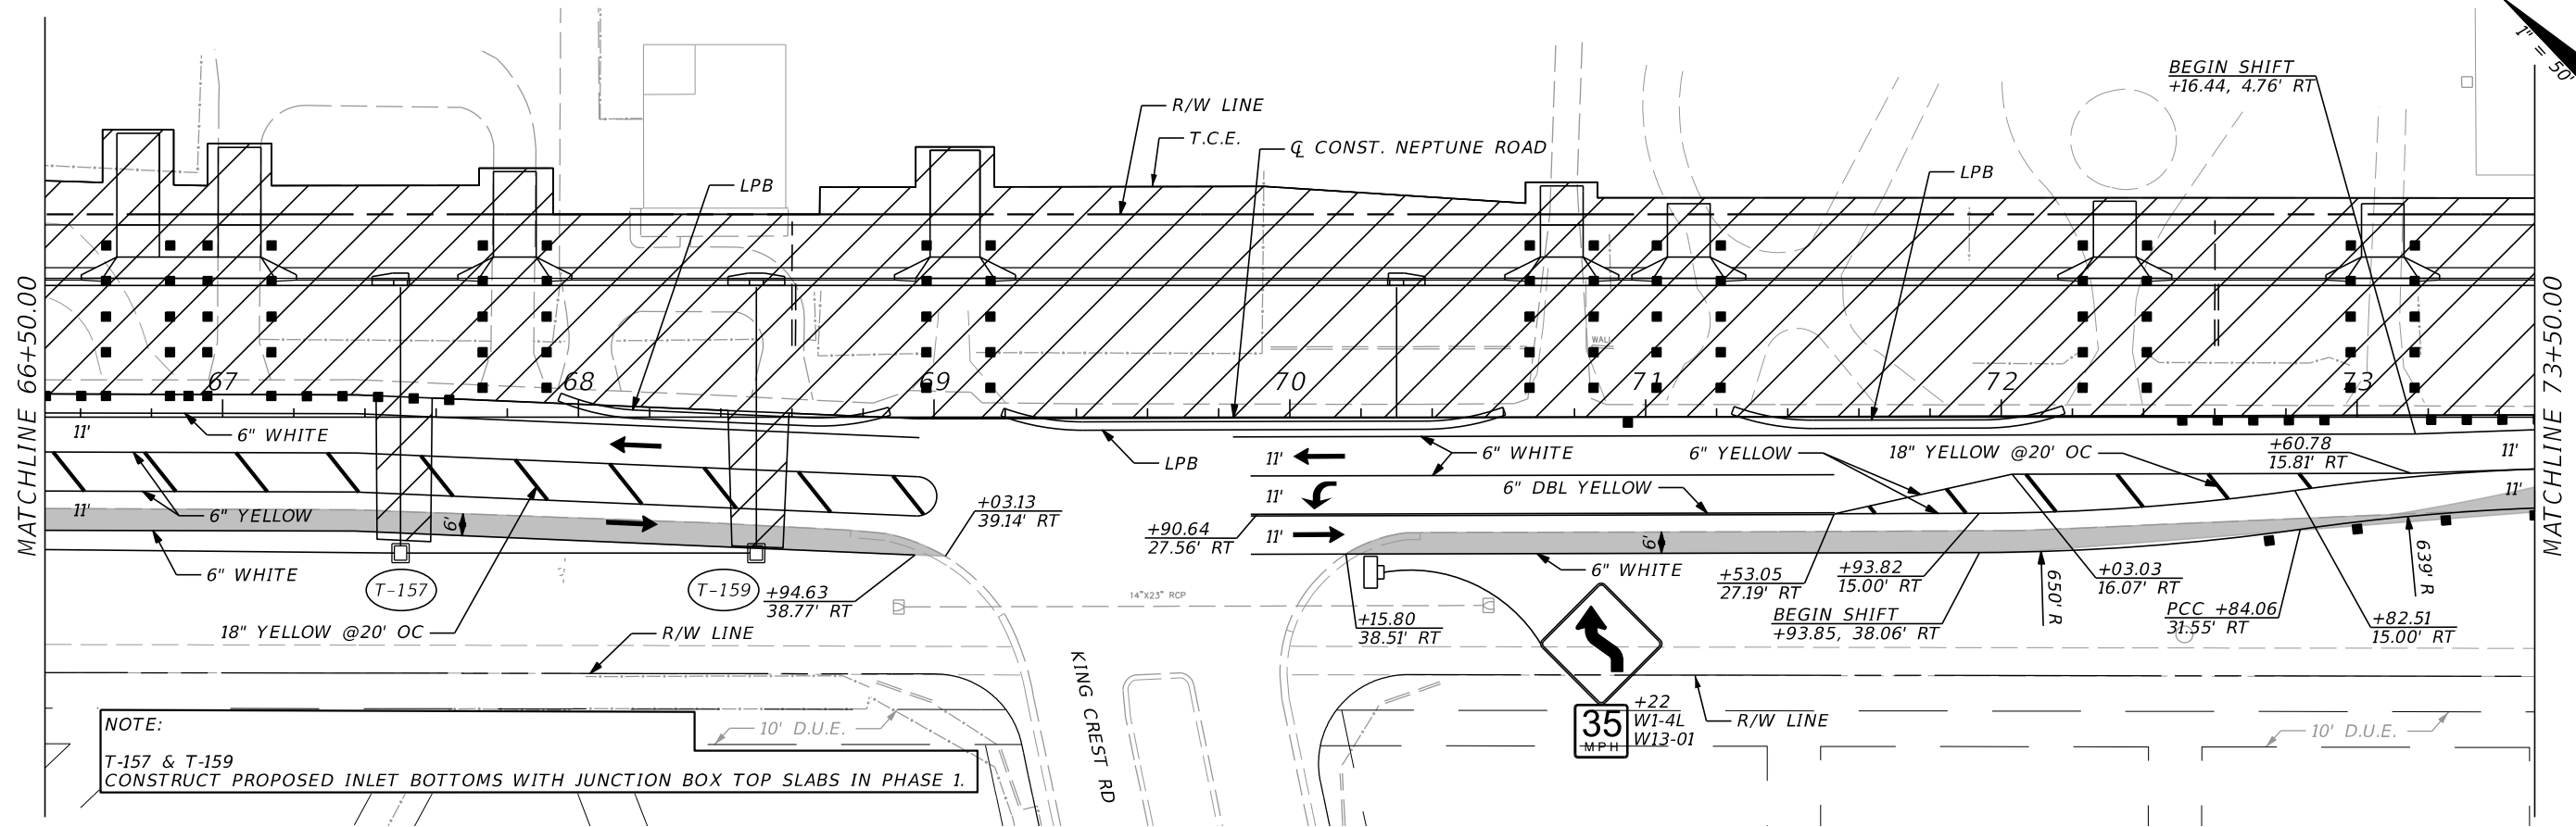 1" = 50'
BEGIN SHIFT
+16.44, 4.76' RT
R/W LINE
T.C.E.
℄ CONST. NEPTUNE ROAD
LPB
LPB
WALL
MATCHLINE 66+50.00
67
68
69
70
71
72
73
MATCHLINE 73+50.00
11'
6" WHITE
LPB
11'
6" WHITE
6" YELLOW
18" YELLOW @20' OC
+60.78
15.81' RT
11'
11'
6" DBL YELLOW
11'
11'
6" YELLOW
6'
+03.13
39.14' RT
+90.64
27.56' RT
11'
6'
6" WHITE
6" WHITE
T-157
T-159
+94.63
38.77' RT
14"X23" RCP
+15.80
38.51' RT
+53.05
27.19' RT
+93.82
15.00' RT
BEGIN SHIFT
+93.85, 38.06' RT
650' R
+03.03
16.07' RT
PCC +84.06
31.55' RT
639' R
+82.51
15.00' RT
18" YELLOW @20' OC
R/W LINE
KING CREST RD
35
MPH
+22
W1-4L
W13-01
R/W LINE
10' D.U.E.
10' D.U.E.
NOTE:
T-157 & T-159
CONSTRUCT PROPOSED INLET BOTTOMS WITH JUNCTION BOX TOP SLABS IN PHASE 1.